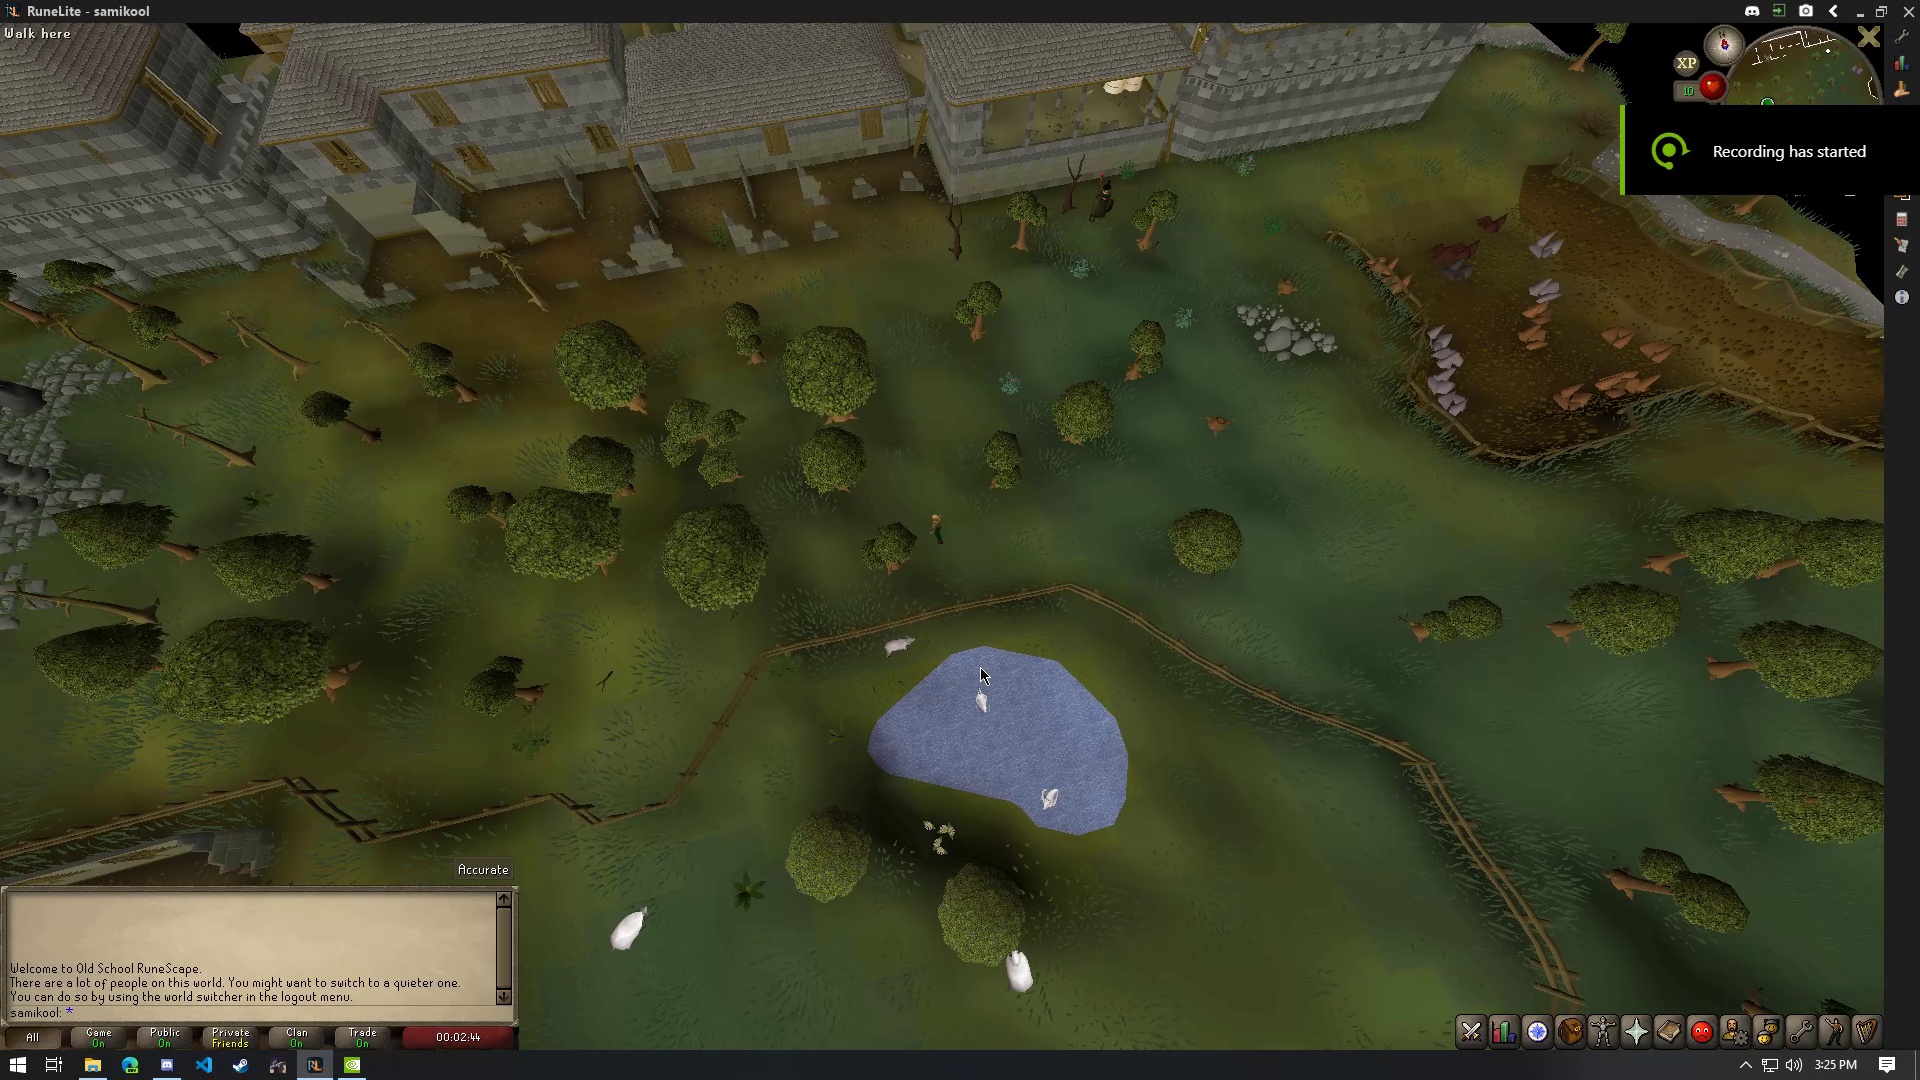 RuneLite - samikool
Walk here
XP
10
Recording has started
Accurate
Welcome to Old School RuneScape.
There are a lot of people on this world. You might want to switch to a quieter one.
You can do so by using the world switcher in the logout menu.
samikool: *
All
Game
On
Public
On
Private
Friends
Clan
On
Trade
On
00:02:44
3:25 PM